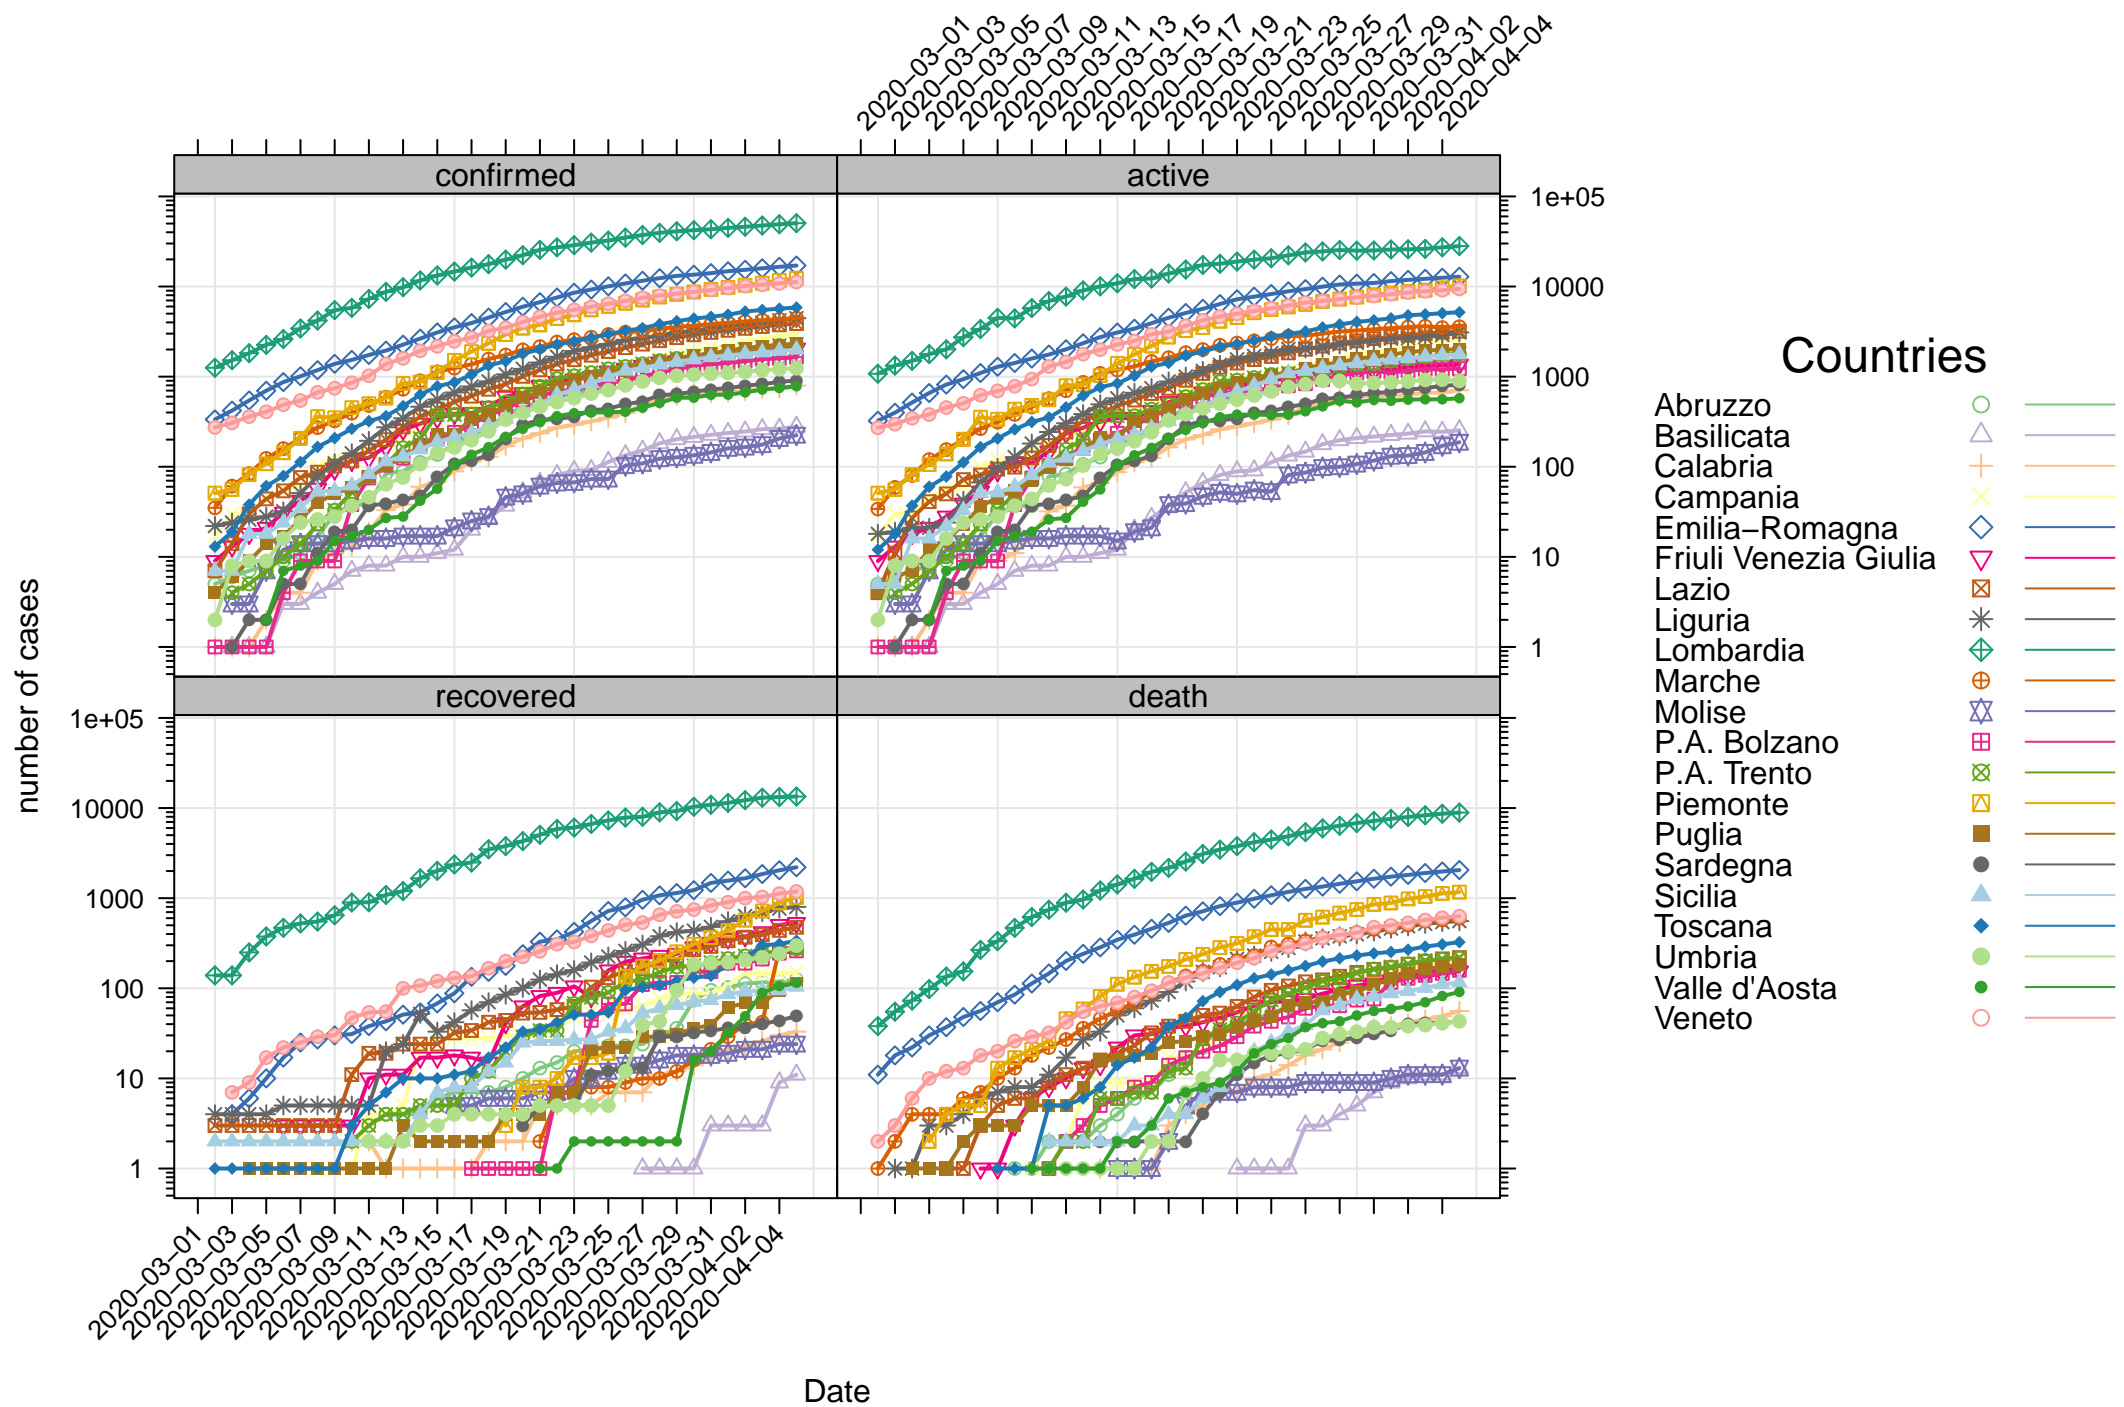 2020−03−01
2020−03−03
2020−03−05
2020−03−07
2020−03−09
2020−03−11
2020−03−13
2020−03−15
2020−03−17
2020−03−19
2020−03−21
2020−03−23
2020−03−25
2020−03−27
2020−03−29
2020−03−31
2020−04−02
2020−04−04
confirmed
active
1e+05
10000
1000
100
10
1
number of cases
recovered
death
1e+05
10000
1000
100
10
1
2020−03−01
2020−03−03
2020−03−05
2020−03−07
2020−03−09
2020−03−11
2020−03−13
2020−03−15
2020−03−17
2020−03−19
2020−03−21
2020−03−23
2020−03−25
2020−03−27
2020−03−29
2020−03−31
2020−04−02
2020−04−04
Date
Countries
Abruzzo
Basilicata
Calabria
Campania
Emilia−Romagna
Friuli Venezia Giulia
Lazio
Liguria
Lombardia
Marche
Molise
P.A. Bolzano
P.A. Trento
Piemonte
Puglia
Sardegna
Sicilia
Toscana
Umbria
Valle d'Aosta
Veneto